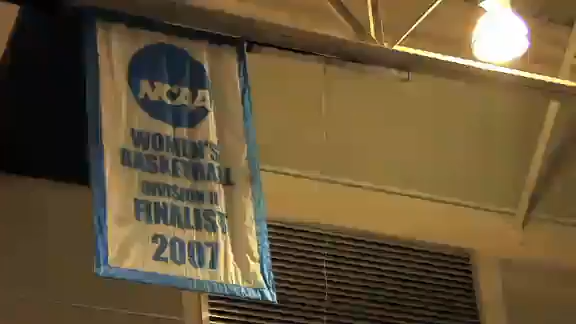 NCAA
WOMEN'S
BASKETBALL
DIVISION II
FINALIST
2007